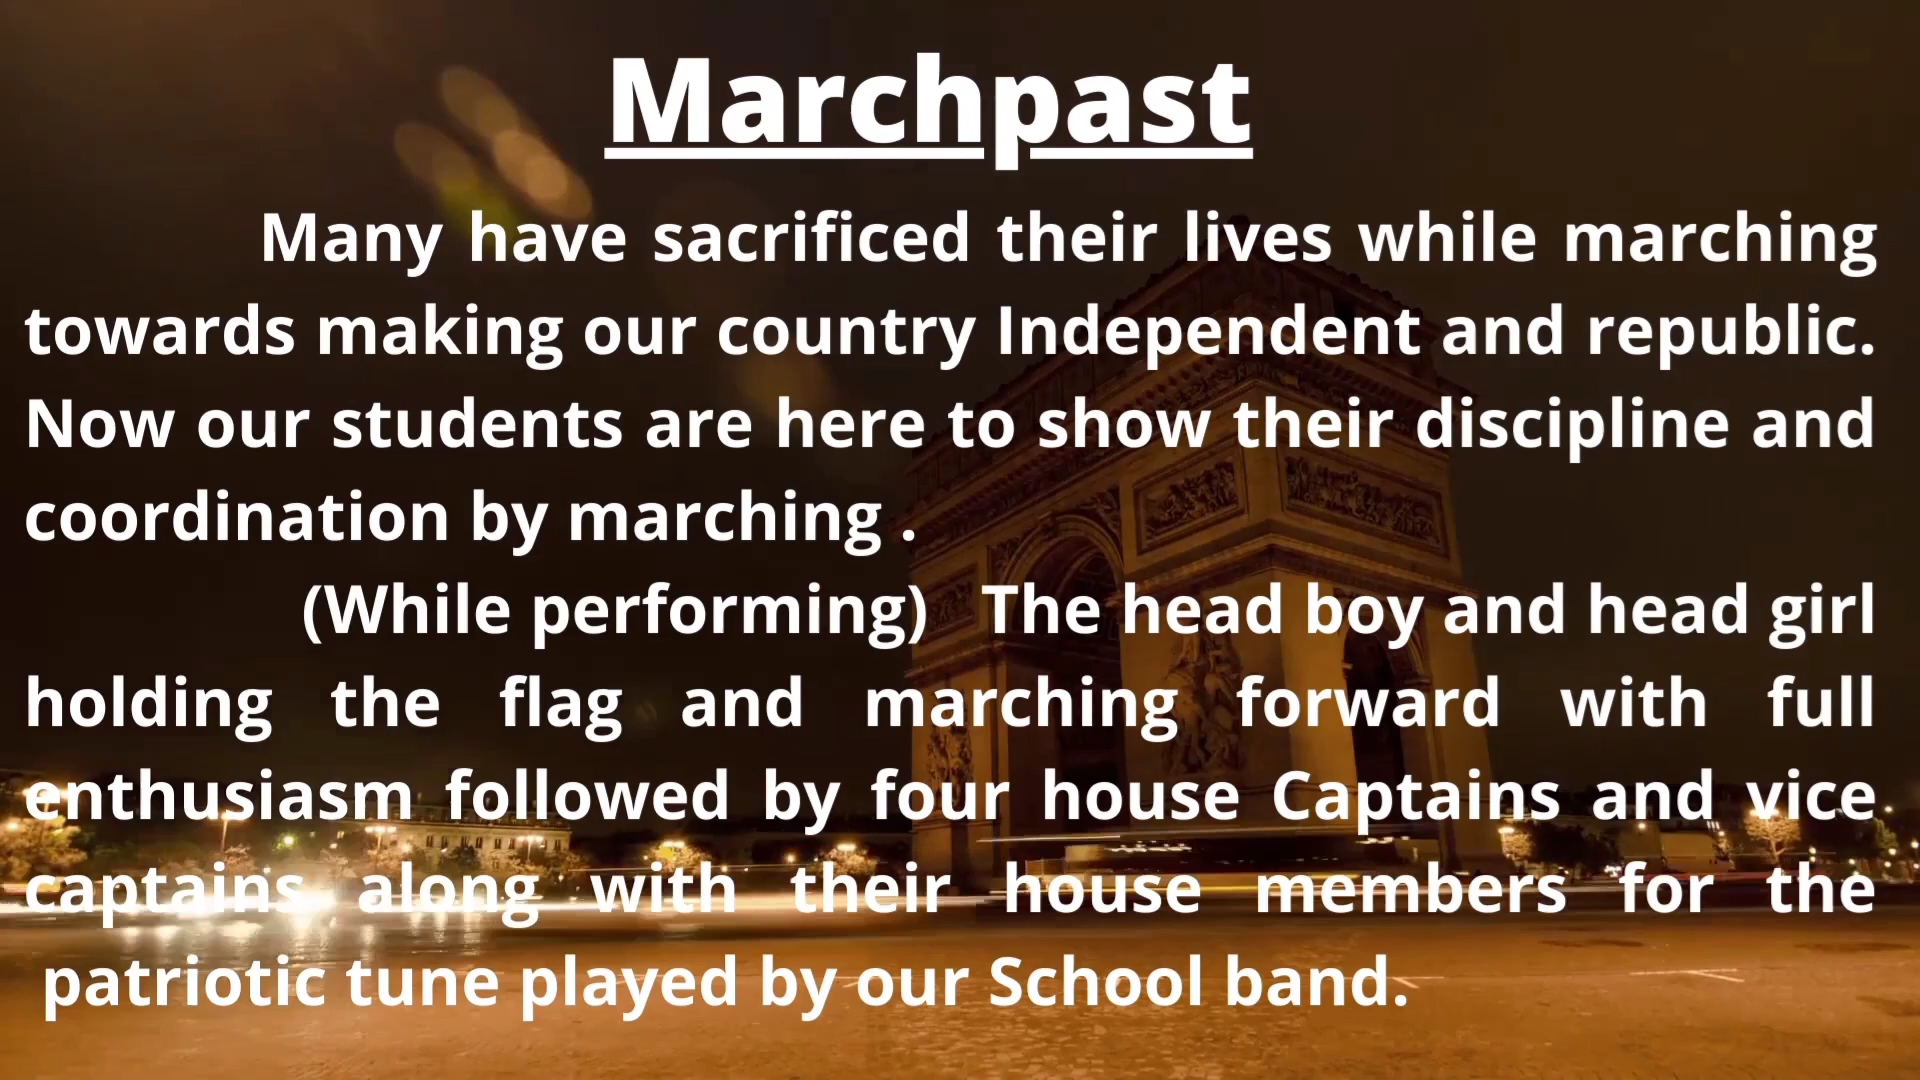 Marchpast
Many have sacrificed their lives while marching
towards making our country Independent and republic.
Now our students are here to show their discipline and
coordination by marching .
(While performing) The head boy and head girl
holding the flag and marching forward with full
enthusiasm followed by four house Captains and vice
captains along with their house members for the
patriotic tune played by our School band.